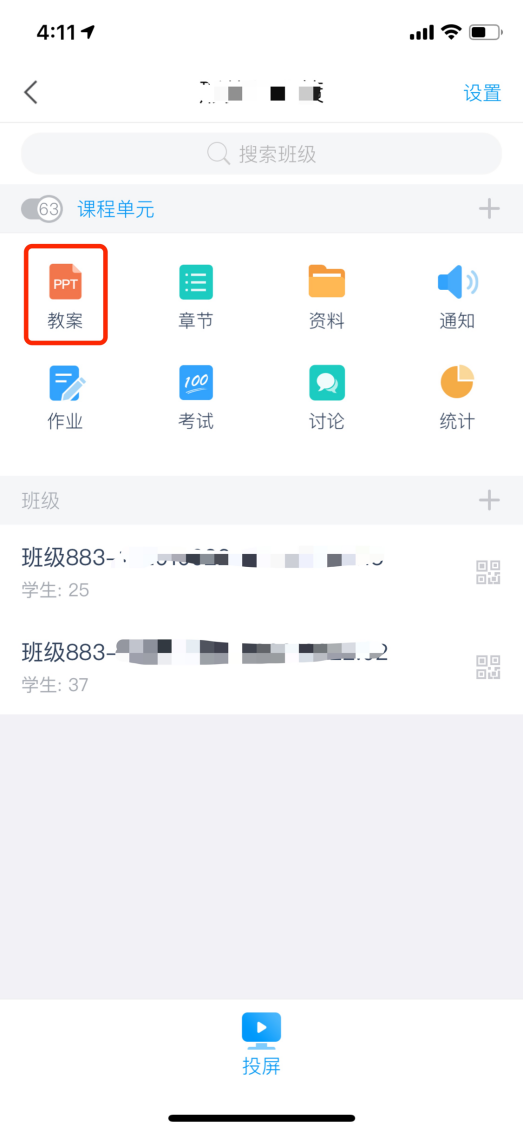 4:11
设置
搜索班级
63 课程单元
PPT
教案 章节 资料 通知
100
作业 考试 讨论 统计
班级
班级883-
学生: 25
班级883-
学生: 37
投屏